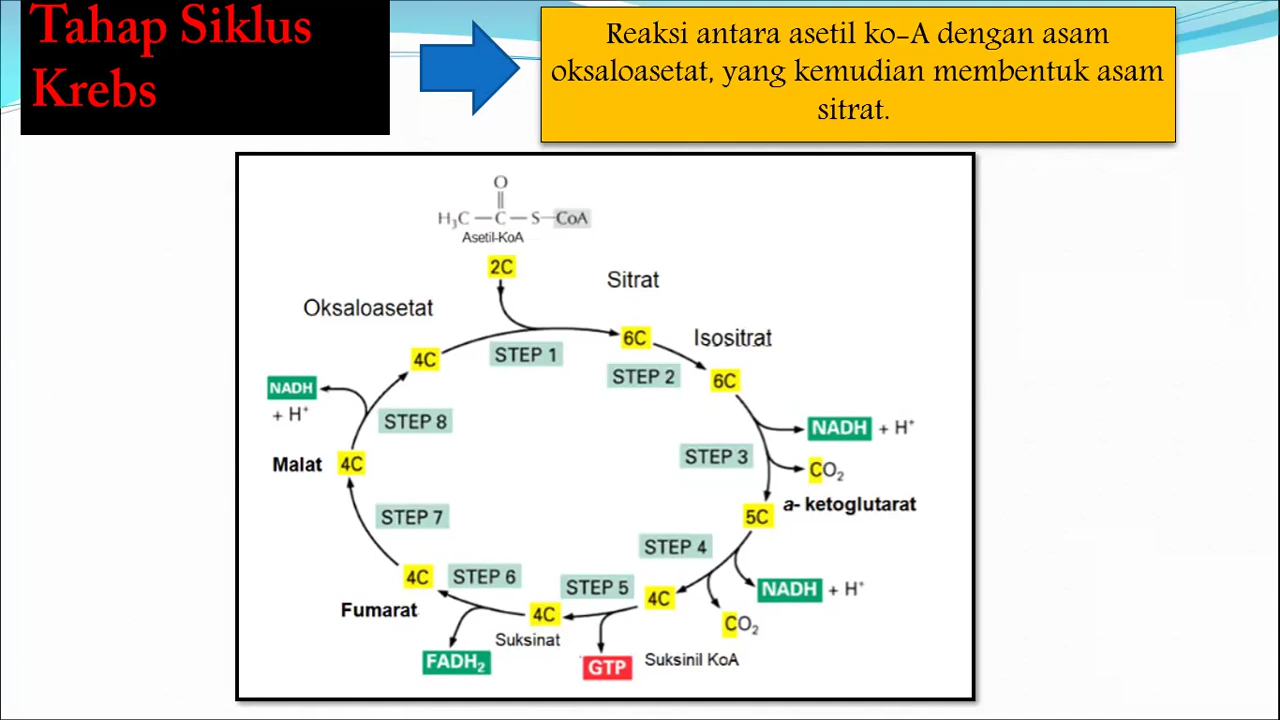 Tahap Siklus
Krebs
Reaksi antara asetil ko-A dengan asam
oksaloasetat, yang kemudian membentuk asam
sitrat.
O
H₃C — C — S — CoA
Asetil-KoA
2C
Sitrat
Oksaloasetat
6C
Isositrat
STEP 1
4C
STEP 2
6C
NADH
+ H⁺
STEP 8
NADH + H⁺
STEP 3
Malat
4C
CO₂
a- ketoglutarat
5C
STEP 7
STEP 4
4C
STEP 6
STEP 5
NADH + H⁺
4C
Fumarat
4C
CO₂
Suksinat
FADH₂
GTP
Suksinil KoA